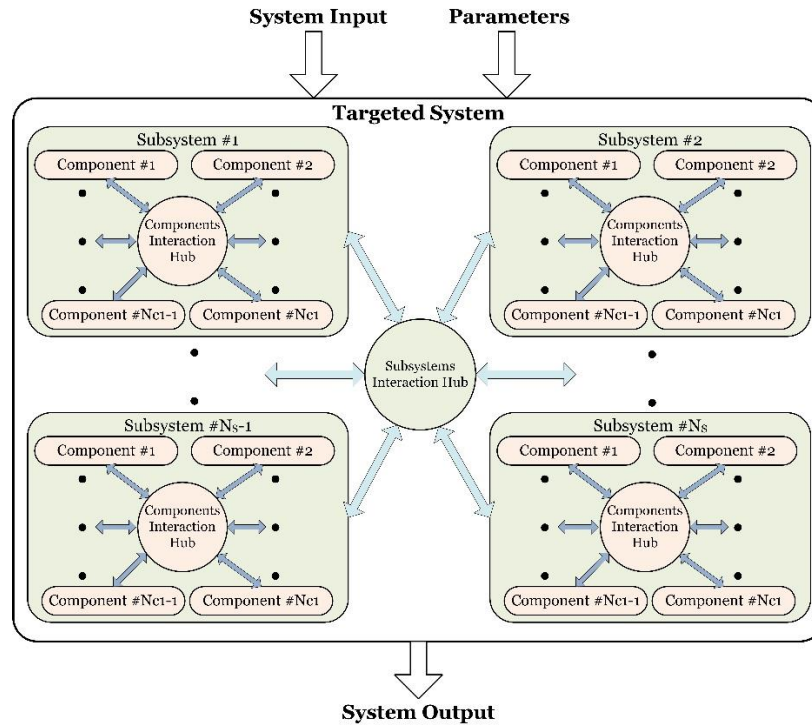 System Input
Parameters
Targeted System
Subsystem #1
Component #1
Component #2
Components
Interaction
Hub
Component #Nc1-1
Component #Nc1
Subsystem #2
Component #1
Component #2
Components
Interaction
Hub
Component #Nc1-1
Component #Nc1
Subsystems
Interaction Hub
Subsystem #Ns-1
Component #1
Component #2
Components
Interaction
Hub
Component #Nc1-1
Component #Nc1
Subsystem #Ns
Component #1
Component #2
Components
Interaction
Hub
Component #Nc1-1
Component #Nc1
System Output